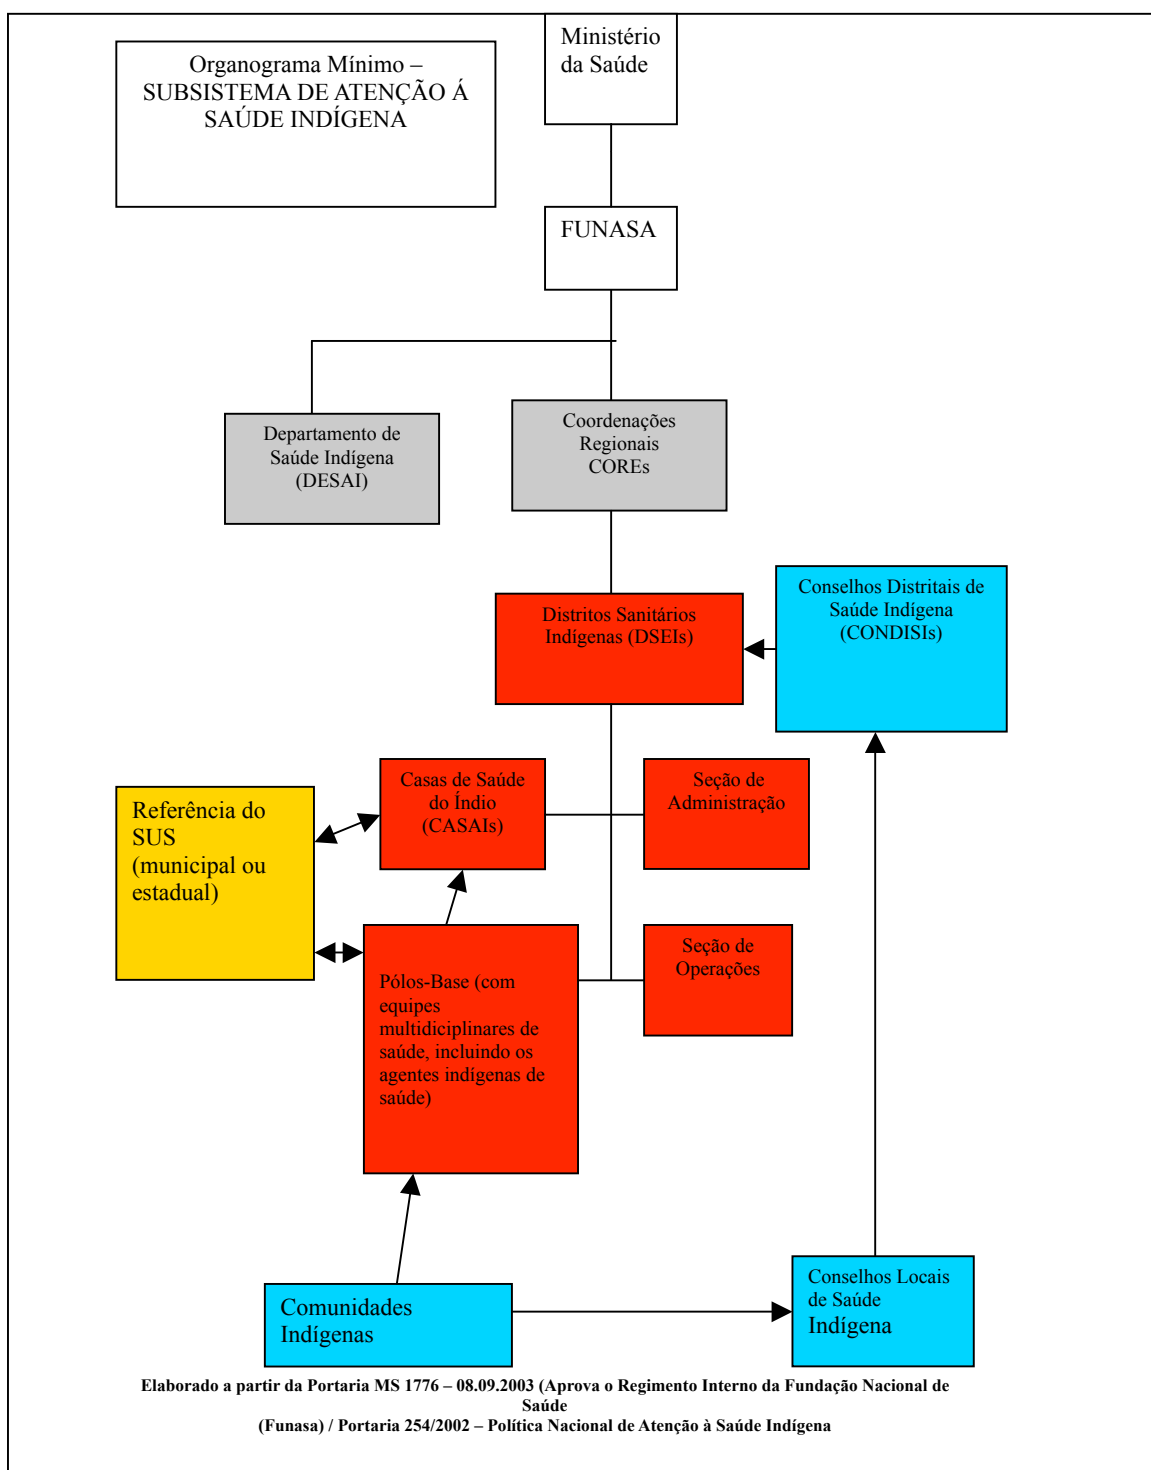 Organograma Mínimo –
SUBSISTEMA DE ATENÇÃO Á
SAÚDE INDÍGENA
Ministério
da Saúde
FUNASA
Departamento de
Saúde Indígena
(DESAI)
Coordenações
Regionais
COREs
Distritos Sanitários
Indígenas (DSEIs)
Conselhos Distritais de
Saúde Indígena
(CONDISIs)
Referência do
SUS
(municipal ou
estadual)
Casas de Saúde
do Índio
(CASAIs)
Seção de
Administração
Pólos-Base (com
equipes
multidiciplinares de
saúde, incluindo os
agentes indígenas de
saúde)
Seção de
Operações
Comunidades
Indígenas
Conselhos Locais
de Saúde
Indígena
Elaborado a partir da Portaria MS 1776 – 08.09.2003 (Aprova o Regimento Interno da Fundação Nacional de
Saúde
(Funasa) / Portaria 254/2002 – Política Nacional de Atenção à Saúde Indígena